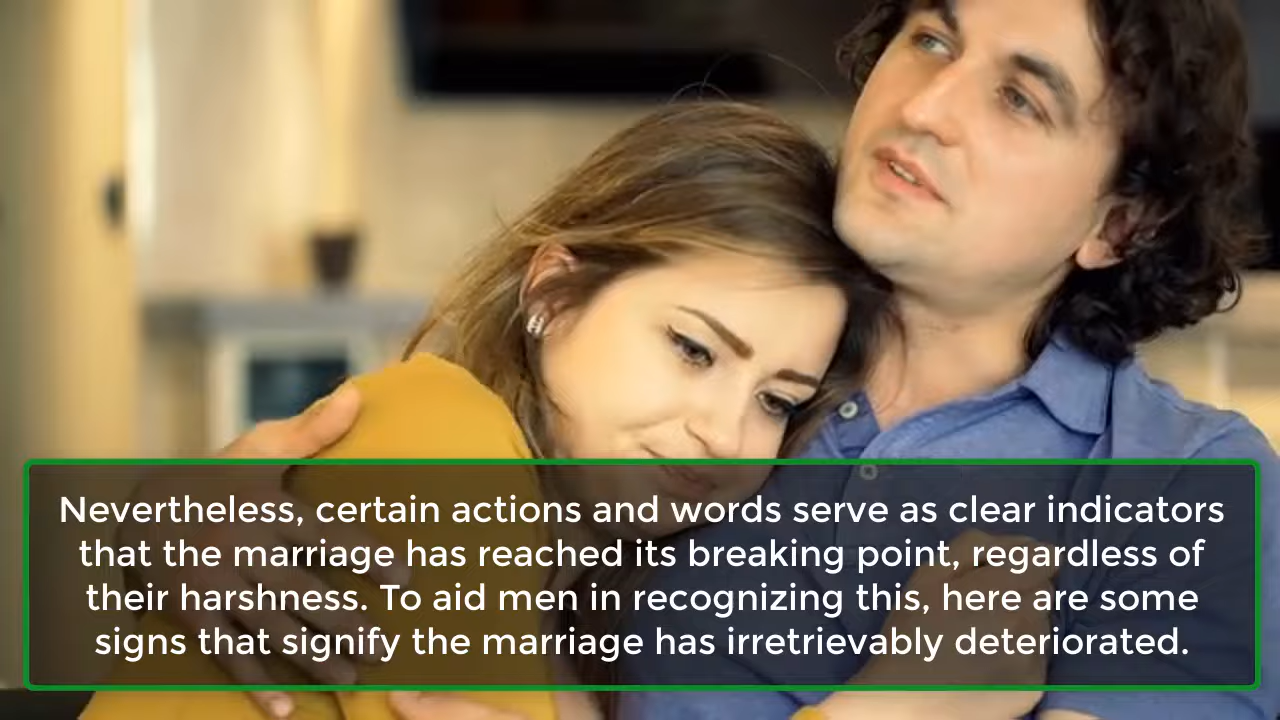 Nevertheless, certain actions and words serve as clear indicators
that the marriage has reached its breaking point, regardless of
their harshness. To aid men in recognizing this, here are some
signs that signify the marriage has irretrievably deteriorated.